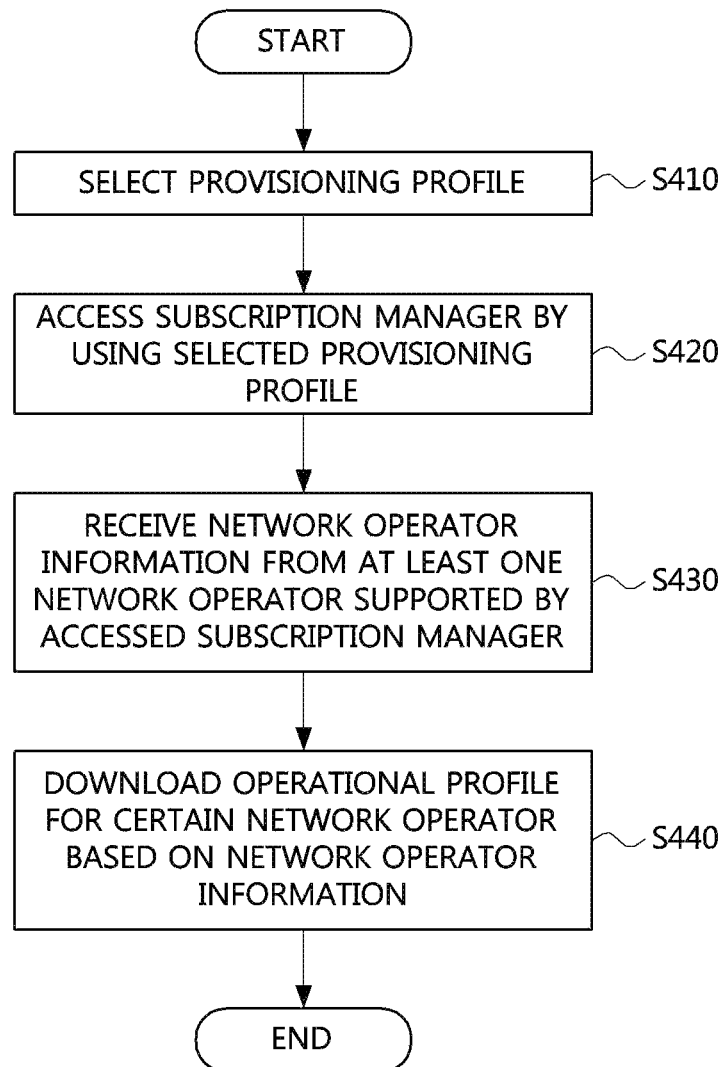 START
SELECT PROVISIONING PROFILE
S410
ACCESS SUBSCRIPTION MANAGER BY
USING SELECTED PROVISIONING
PROFILE
S420
RECEIVE NETWORK OPERATOR
INFORMATION FROM AT LEAST ONE
NETWORK OPERATOR SUPPORTED BY
ACCESSED SUBSCRIPTION MANAGER
S430
DOWNLOAD OPERATIONAL PROFILE
FOR CERTAIN NETWORK OPERATOR
BASED ON NETWORK OPERATOR
INFORMATION
S440
END